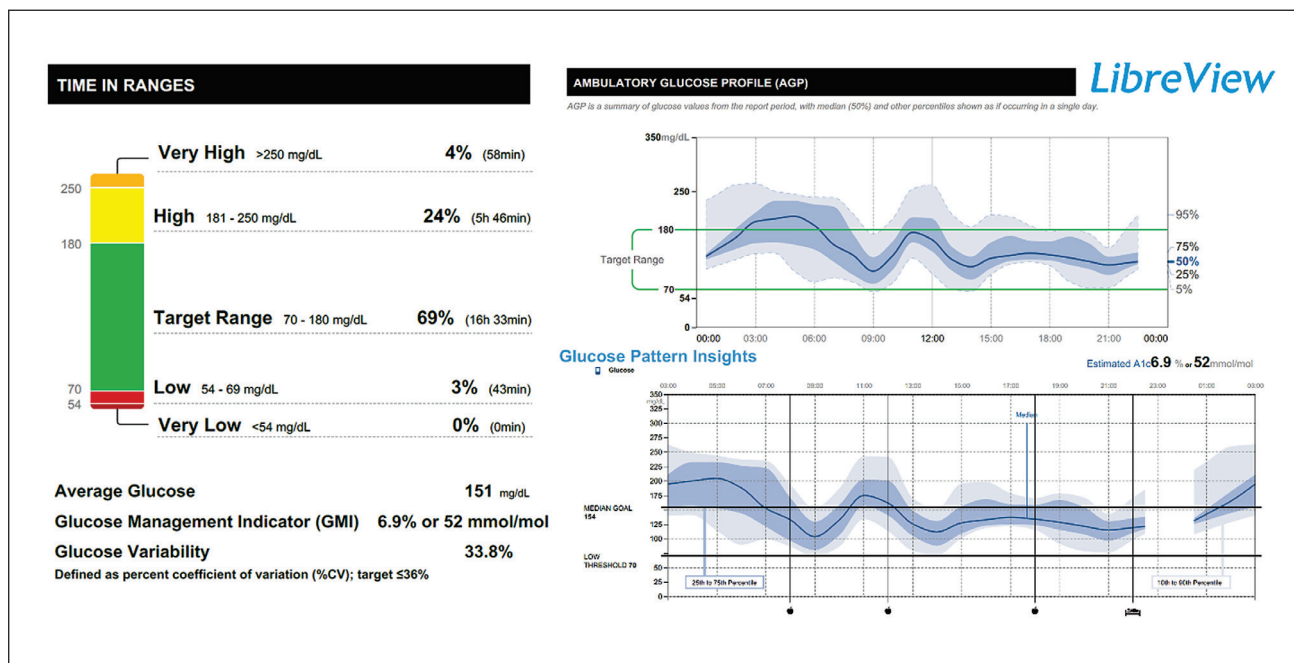 TIME IN RANGES
Very High >250 mg/dL 4% (58min)
250
High 181 - 250 mg/dL 24% (5h 46min)
180
Target Range 70 - 180 mg/dL 69% (16h 33min)
70
Low 54 - 69 mg/dL 3% (43min)
54
Very Low <54 mg/dL 0% (0min)
Average Glucose 151 mg/dL
Glucose Management Indicator (GMI) 6.9% or 52 mmol/mol
Glucose Variability 33.8%
Defined as percent coefficient of variation (%CV); target ≤36%
LibreView
AMBULATORY GLUCOSE PROFILE (AGP)
AGP is a summary of glucose values from the report period, with median (50%) and other percentiles shown as if occurring in a single day.
350 mg/dL
250
95%
180
75%
Target Range
50%
25%
70
5%
54
0
00:00 03:00 06:00 09:00 12:00 15:00 18:00 21:00 00:00
Glucose Pattern Insights
Estimated A1c 6.9 % or 52 mmol/mol
Glucose
03:00 05:00 07:00 09:00 11:00 13:00 15:00 17:00 19:00 21:00 23:00 01:00 03:00
350
mg/dL
325
300
Median
275
250
225
200
175
MEDIAN GOAL
154
125
100
LOW
THRESHOLD 70
50
25
25th to 75th Percentile
10th to 90th Percentile
0